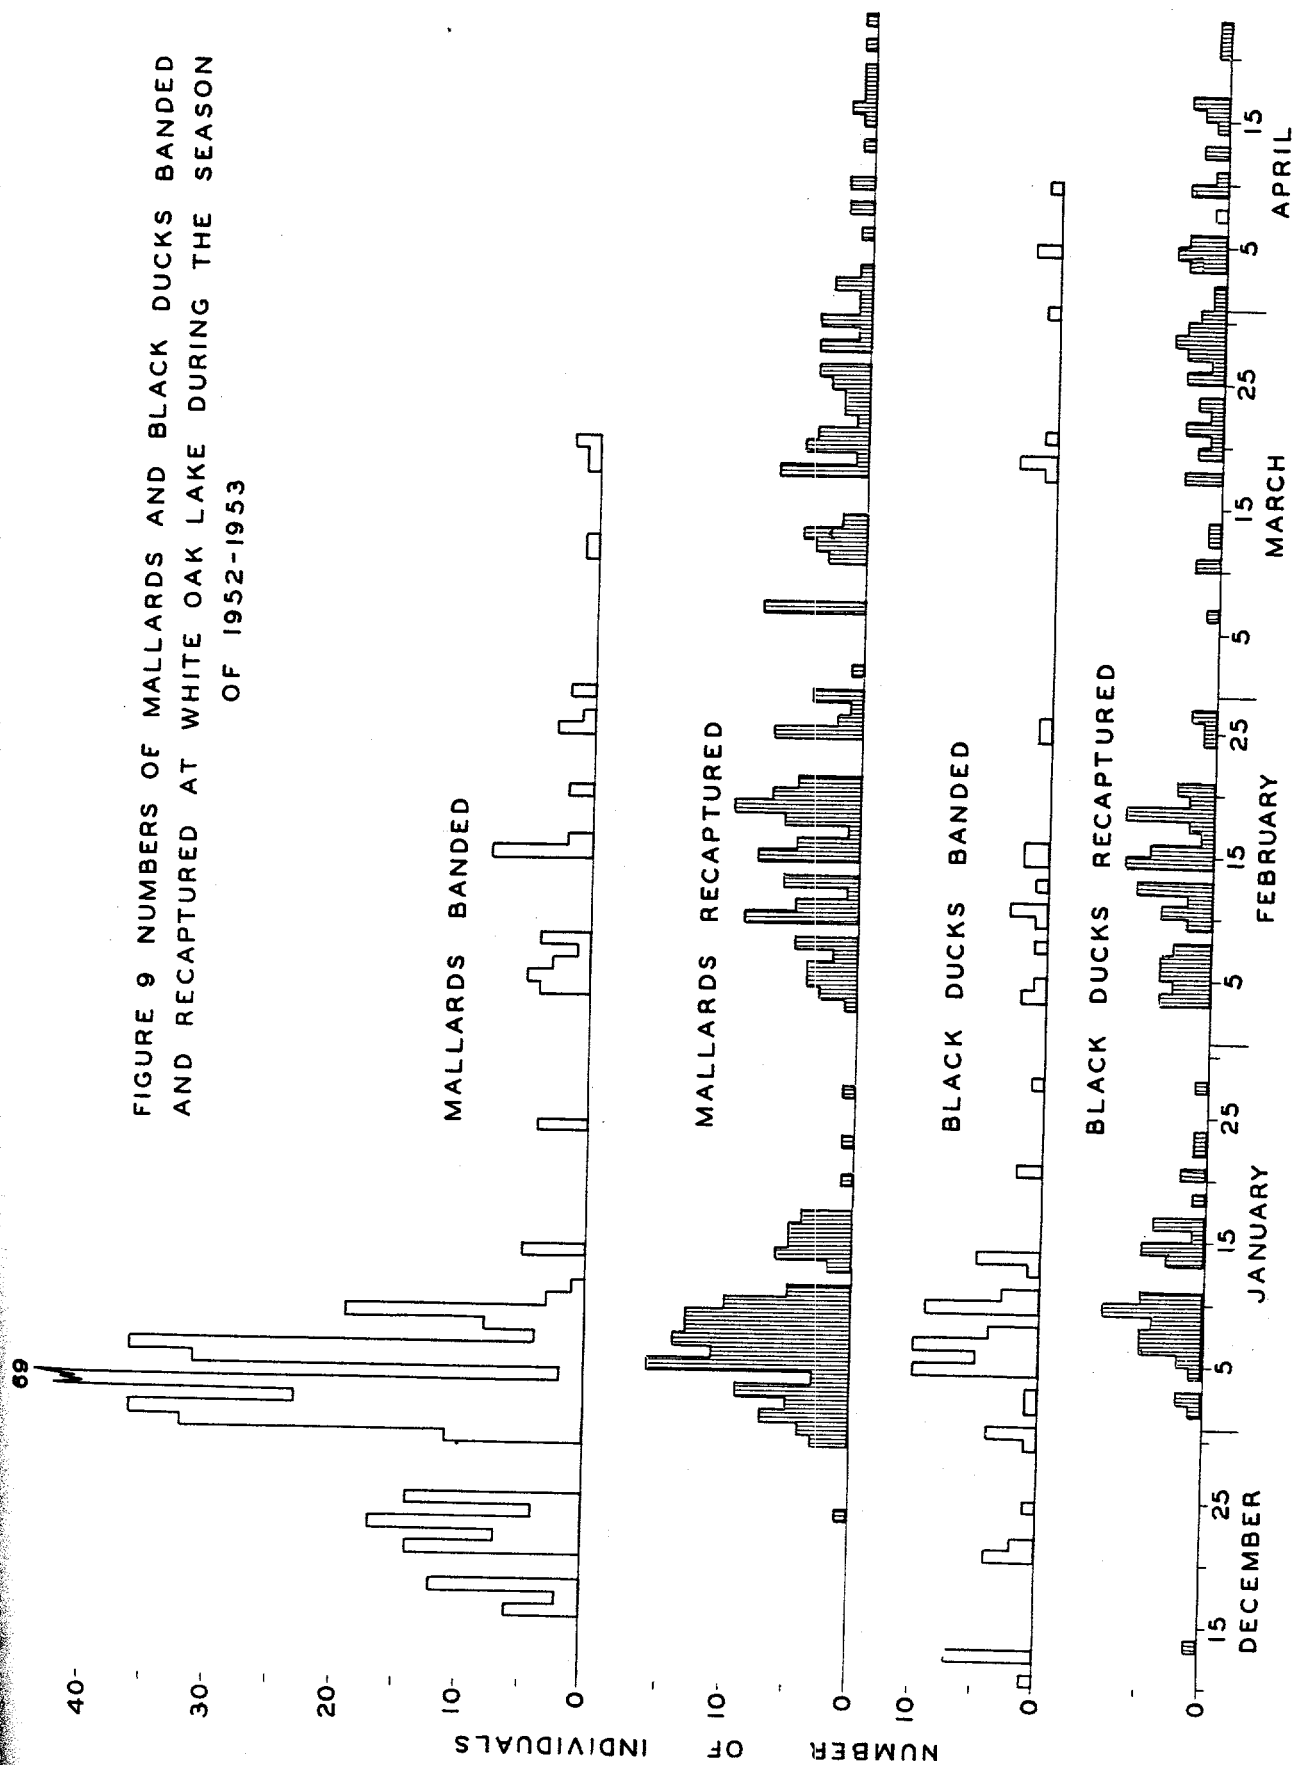 FIGURE 9 NUMBERS OF MALLARDS AND BLACK DUCKS BANDED
AND RECAPTURED AT WHITE OAK LAKE DURING THE SEASON
OF 1952-1953
69
NUMBER OF INDIVIDUALS
40-
30-
20-
0
MALLARDS BANDED
10-
0
MALLARDS RECAPTURED
10-
0
BLACK DUCKS BANDED
0
BLACK DUCKS RECAPTURED
15 25 5 15 25 5 15 25 5 15 25 5 15
DECEMBER JANUARY FEBRUARY MARCH APRIL